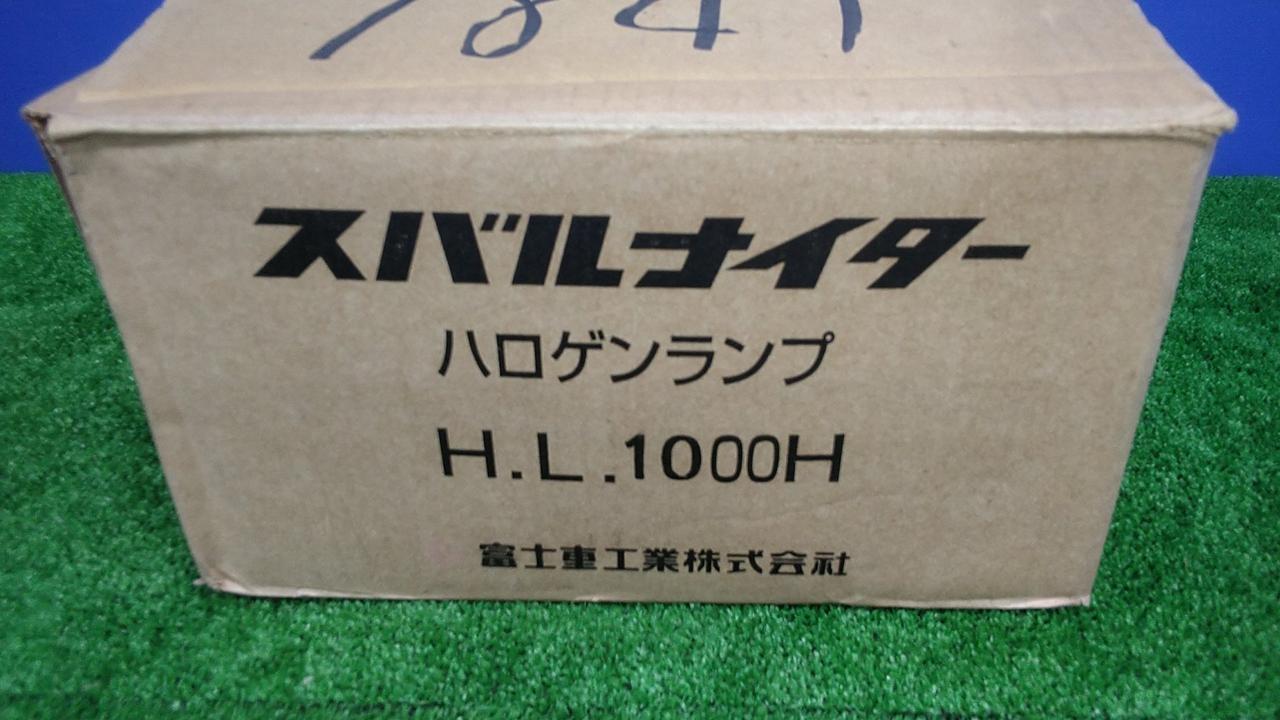 スバルナイター
ハロゲンランプ
H.L.1000H
富士重工業株式会社